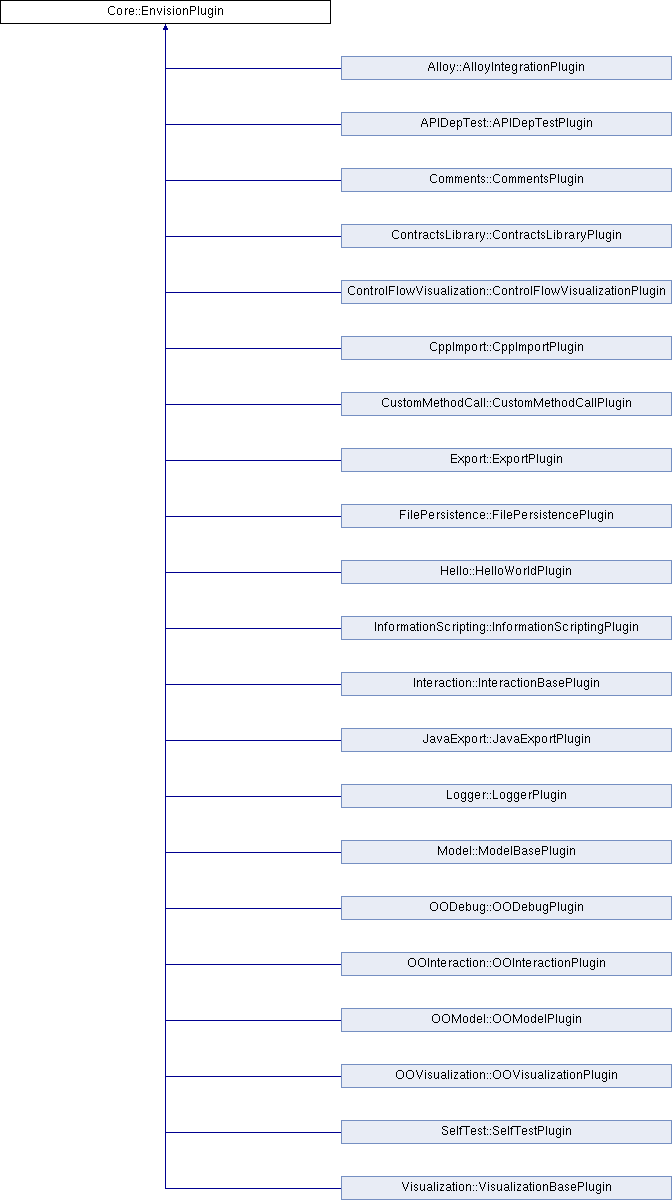 Core::EnvisionPlugin
Alloy::AlloyIntegrationPlugin
APIDepTest::APIDepTestPlugin
Comments::CommentsPlugin
ContractsLibrary::ContractsLibraryPlugin
ControlFlowVisualization::ControlFlowVisualizationPlugin
CppImport::CppImportPlugin
CustomMethodCall::CustomMethodCallPlugin
Export::ExportPlugin
FilePersistence::FilePersistencePlugin
Hello::HelloWorldPlugin
InformationScripting::InformationScriptingPlugin
Interaction::InteractionBasePlugin
JavaExport::JavaExportPlugin
Logger::LoggerPlugin
Model::ModelBasePlugin
OODebug::OODebugPlugin
OOInteraction::OOInteractionPlugin
OOModel::OOModelPlugin
OOVisualization::OOVisualizationPlugin
SelfTest::SelfTestPlugin
Visualization::VisualizationBasePlugin